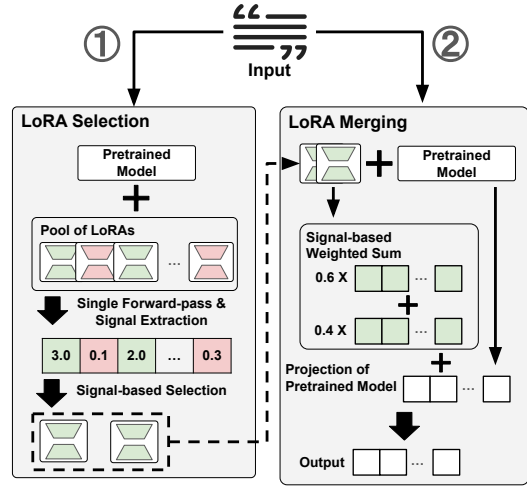 ①
②
Input
LoRA Selection
Pretrained
Model
+
Pool of LoRAs
...
Single Forward-pass &
Signal Extraction
3.0 0.1 2.0 ... 0.3
Signal-based Selection
LoRA Merging
+
Pretrained
Model
Signal-based
Weighted Sum
0.6 X ...
+
0.4 X ...
+
Projection of
Pretrained Model ...
Output ...